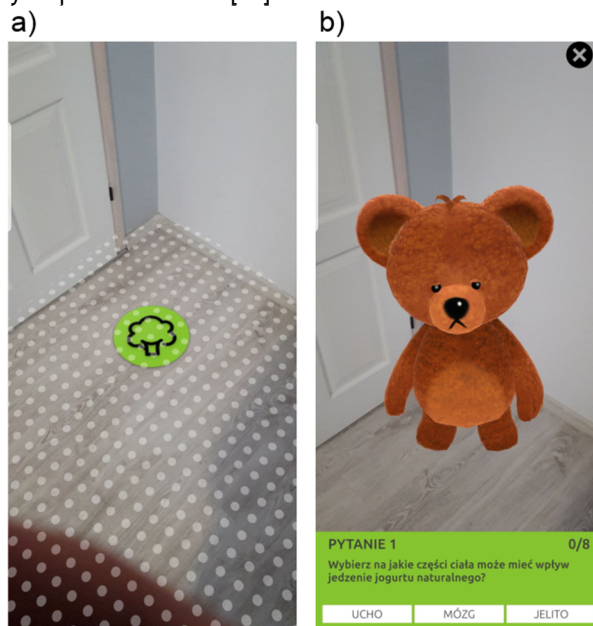 a)
b)
PYTANIE 1
0/8
Wybierz na jakie części ciała może mieć wpływ
jedzenie jogurtu naturalnego?
UCHO
MÓZG
JELITO